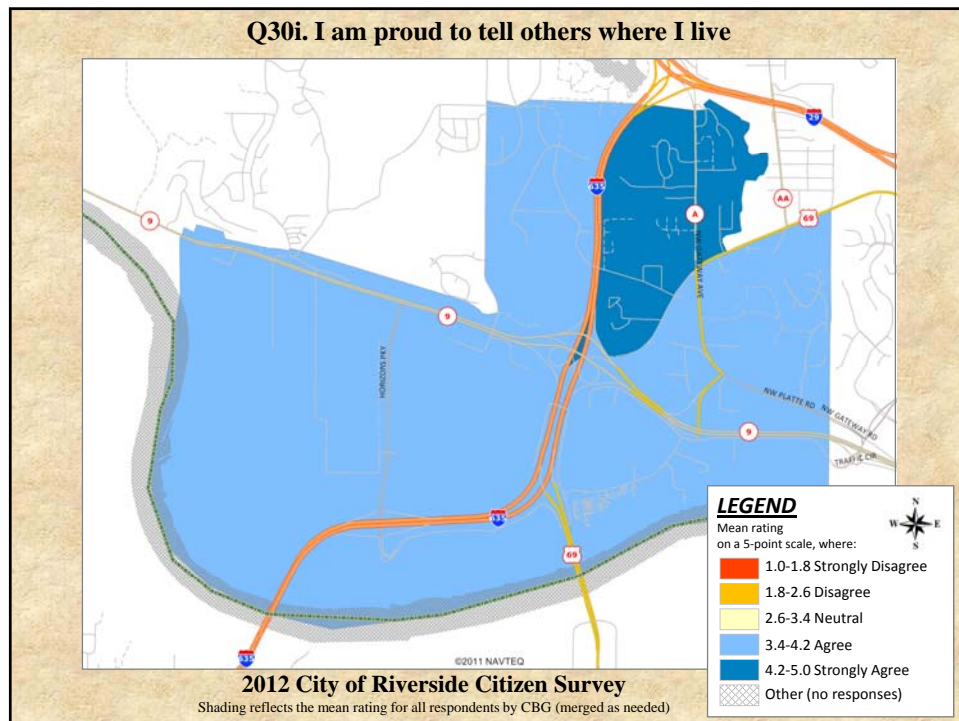 Q30i. I am proud to tell others where I live
29
635
A
AA
69
9
9
HORIZONS PKY
NW PLATTE RD
NW GATEWAY RD
9
TRAFFIC CIR
635
69
635
©2011 NAVTEQ
LEGEND
Mean rating
on a 5-point scale, where:
N
W E
S
1.0-1.8 Strongly Disagree
1.8-2.6 Disagree
2.6-3.4 Neutral
3.4-4.2 Agree
4.2-5.0 Strongly Agree
Other (no responses)
2012 City of Riverside Citizen Survey
Shading reflects the mean rating for all respondents by CBG (merged as needed)